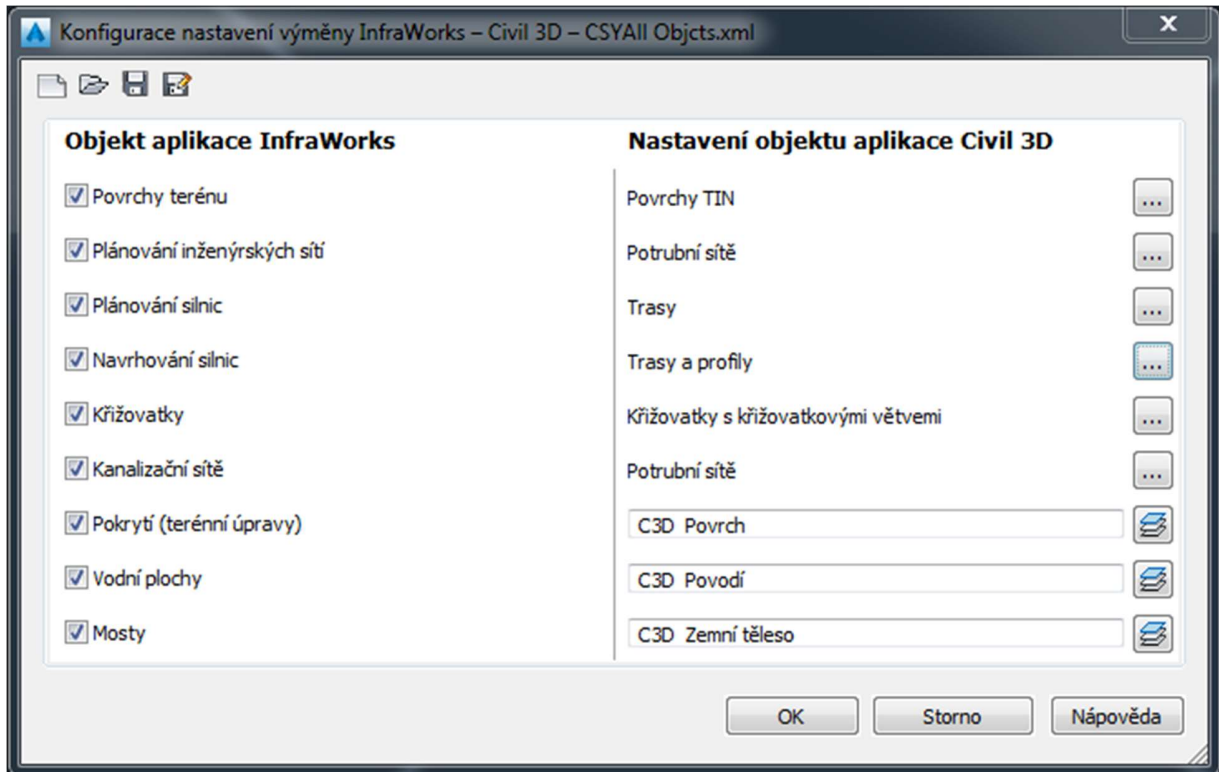 Konfigurace nastavení výměny InfraWorks – Civil 3D – CSYAll Objcts.xml
Objekt aplikace InfraWorks Nastavení objektu aplikace Civil 3D
Povrchy terénu Povrchy TIN ...
Plánování inženýrských sítí Potrubní sítě ...
Plánování silnic Trasy ...
Navrhování silnic Trasy a profily ...
Křižovatky Křižovatky s křižovatkovými větvemi ...
Kanalizační sítě Potrubní sítě ...
Pokrytí (terénní úpravy) C3D Povrch
Vodní plochy C3D Povodí
Mosty C3D Zemní těleso
OK Storno Nápověda